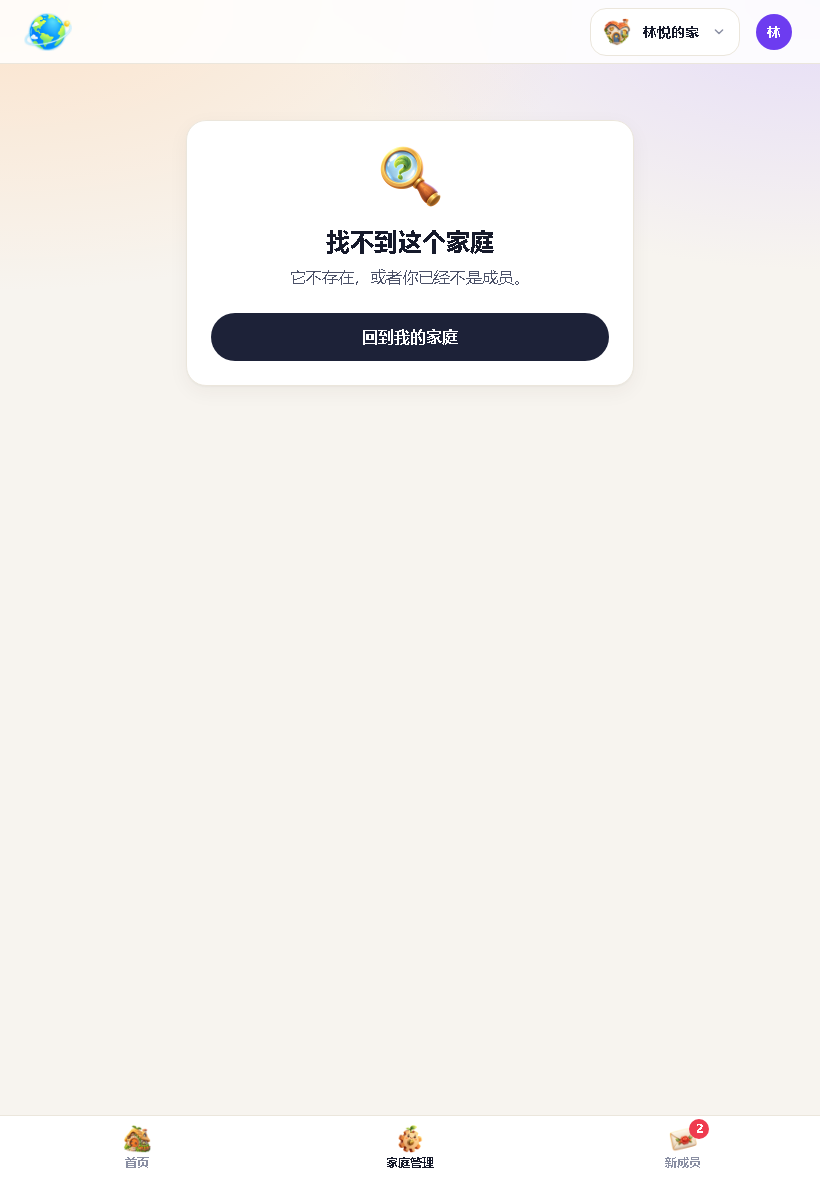 林悦的家
林
?
找不到这个家庭
它不存在，或者你已经不是成员。
回到我的家庭
首页
家庭管理
2
新成员